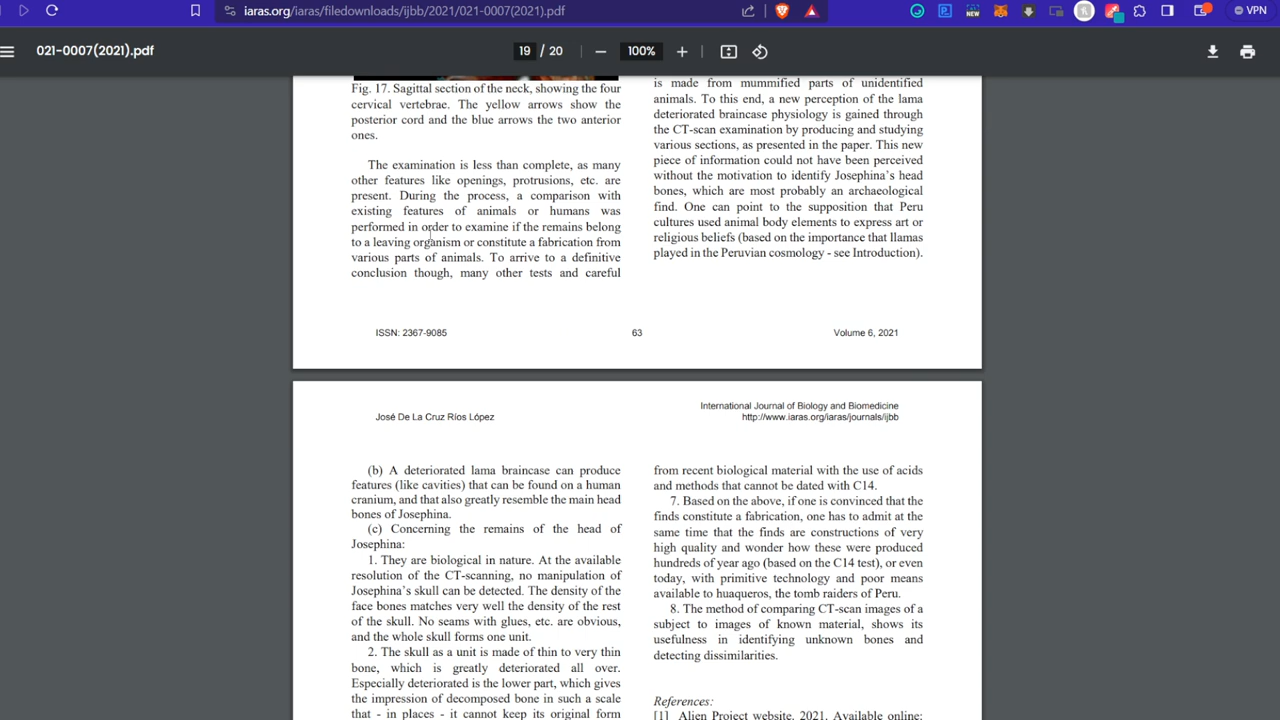 iaras.org/iaras/filedownloads/ijbb/2021/021-0007(2021).pdf
NEW
VPN
021-0007(2021).pdf
19 / 20
100%
Fig. 17. Sagittal section of the neck, showing the four
cervical vertebrae. The yellow arrows show the
posterior cord and the blue arrows the two anterior
ones.
The examination is less than complete, as many
other features like openings, protrusions, etc. are
present. During the process, a comparison with
existing features of animals or humans was
performed in order to examine if the remains belong
to a leaving organism or constitute a fabrication from
various parts of animals. To arrive to a definitive
conclusion though, many other tests and careful
is made from mummified parts of unidentified
animals. To this end, a new perception of the lama
deteriorated braincase physiology is gained through
the CT-scan examination by producing and studying
various sections, as presented in the paper. This new
piece of information could not have been perceived
without the motivation to identify Josephina's head
bones, which are most probably an archaeological
find. One can point to the supposition that Peru
cultures used animal body elements to express art or
religious beliefs (based on the importance that llamas
played in the Peruvian cosmology - see Introduction).
ISSN: 2367-9085
63
Volume 6, 2021
José De La Cruz Ríos López
International Journal of Biology and Biomedicine
http://www.iaras.org/iaras/journals/ijbb
(b) A deteriorated lama braincase can produce
features (like cavities) that can be found on a human
cranium, and that also greatly resemble the main head
bones of Josephina.
(c) Concerning the remains of the head of
Josephina:
1. They are biological in nature. At the available
resolution of the CT-scanning, no manipulation of
Josephina's skull can be detected. The density of the
face bones matches very well the density of the rest
of the skull. No seams with glues, etc. are obvious,
and the whole skull forms one unit.
2. The skull as a unit is made of thin to very thin
bone, which is greatly deteriorated all over.
Especially deteriorated is the lower part, which gives
the impression of decomposed bone in such a scale
that - in places - it cannot keep its original form
from recent biological material with the use of acids
and methods that cannot be dated with C14.
7. Based on the above, if one is convinced that the
finds constitute a fabrication, one has to admit at the
same time that the finds are constructions of very
high quality and wonder how these were produced
hundreds of year ago (based on the C14 test), or even
today, with primitive technology and poor means
available to huaqueros, the tomb raiders of Peru.
8. The method of comparing CT-scan images of a
subject to images of known material, shows its
usefulness in identifying unknown bones and
detecting dissimilarities.
References:
[1] Alien Project website, 2021. Available online: